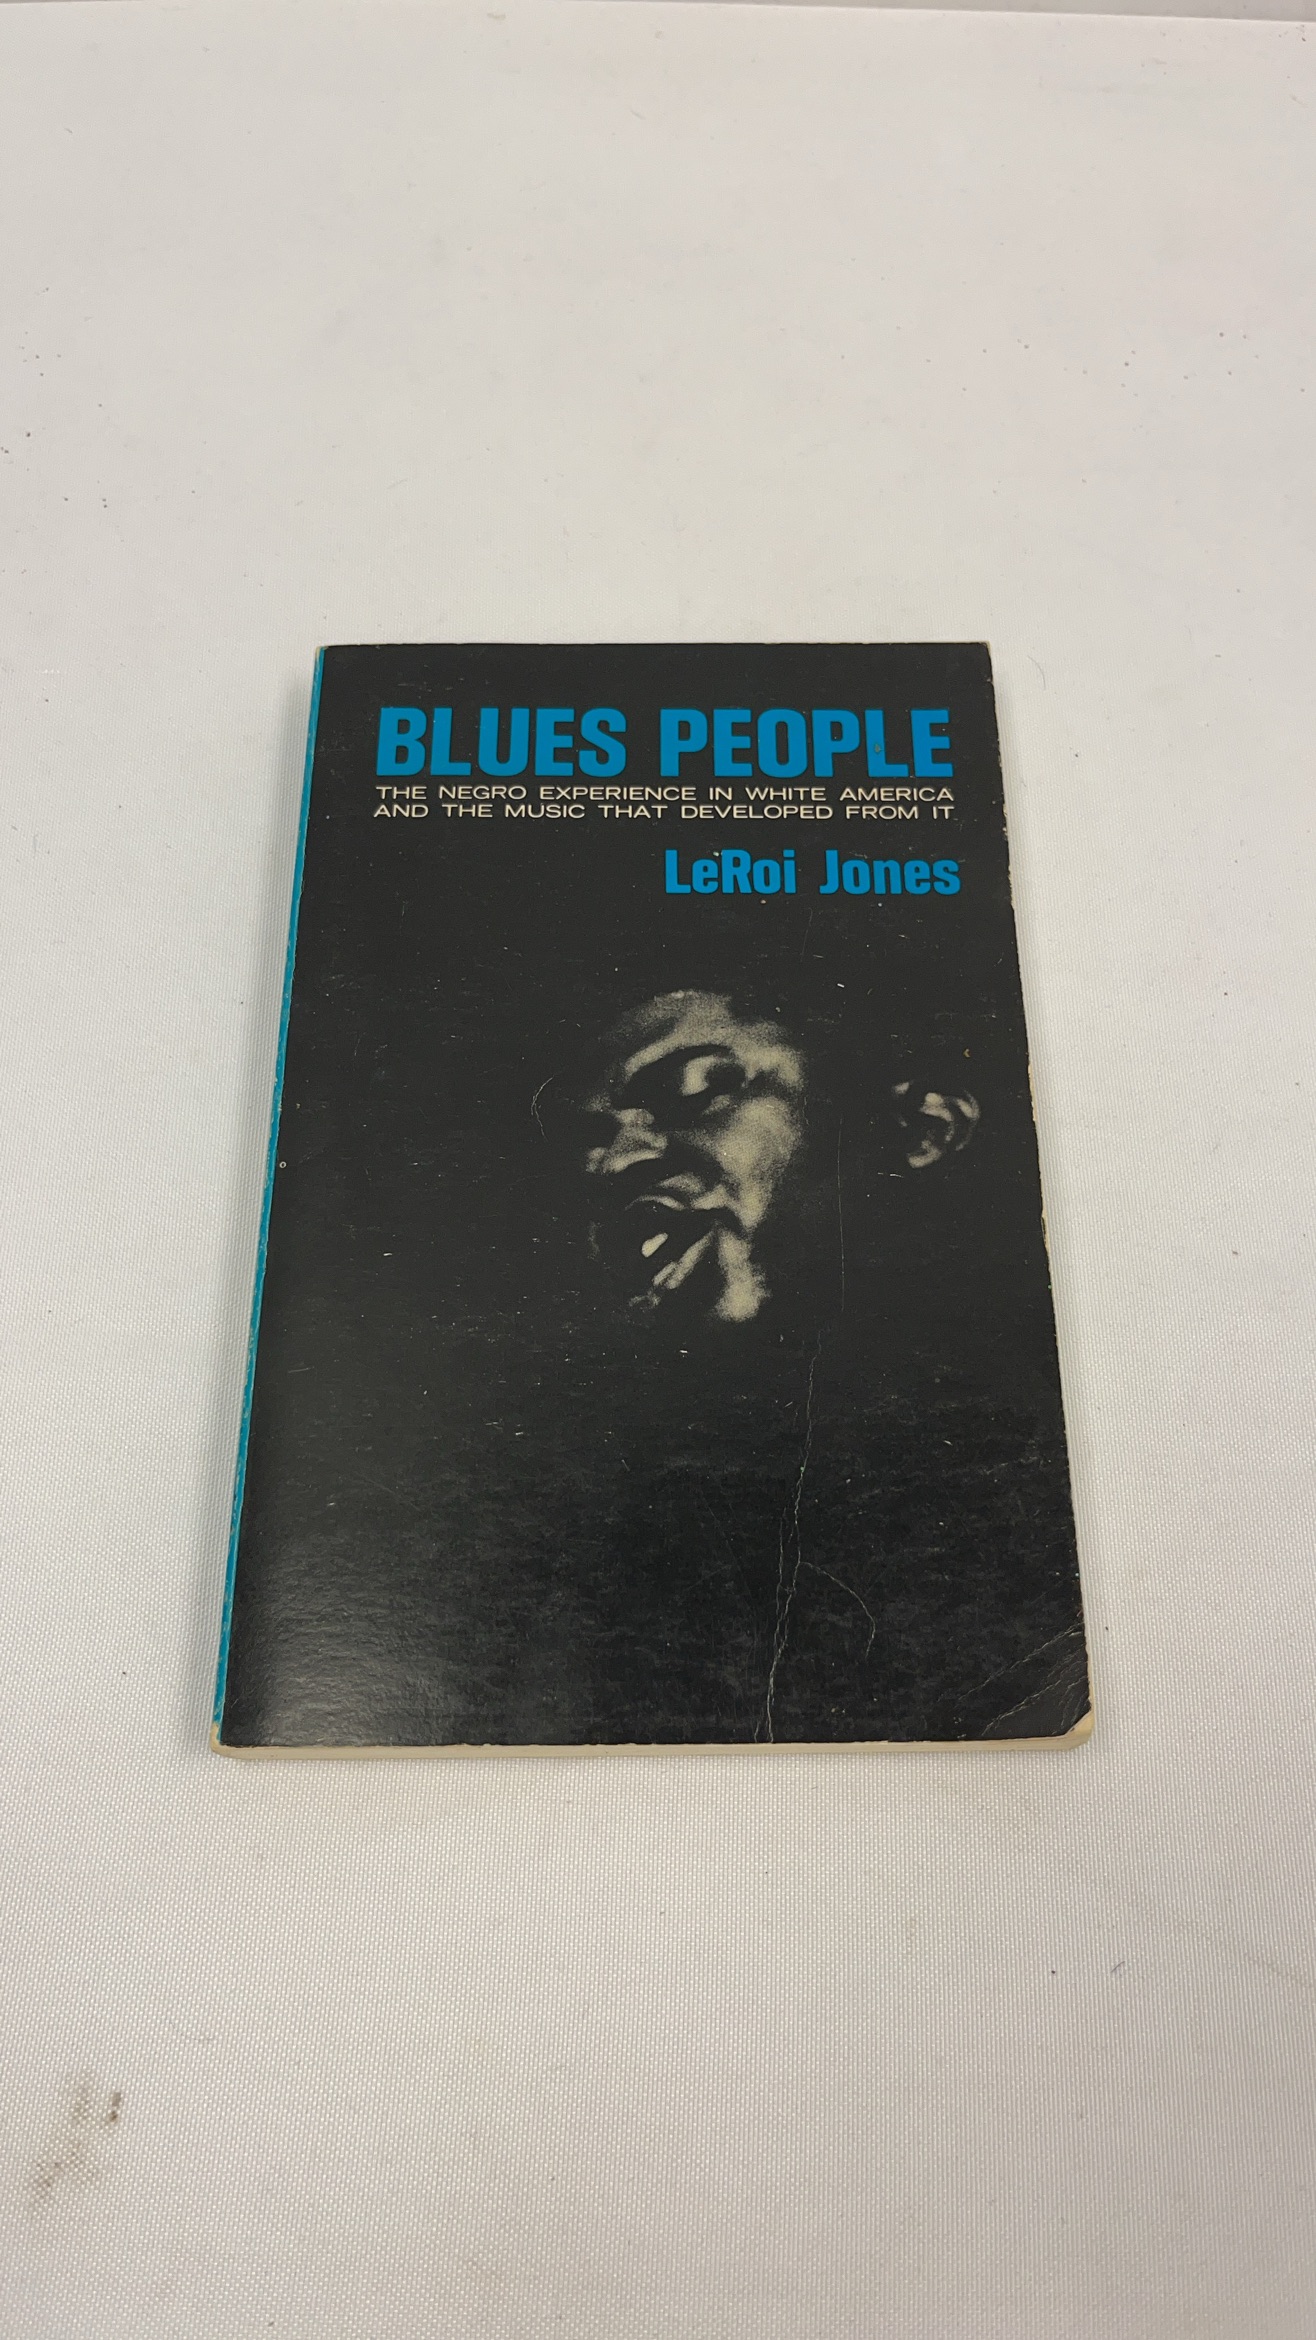 BLUES PEOPLE
THE NEGRO EXPERIENCE IN WHITE AMERICA
AND THE MUSIC THAT DEVELOPED FROM IT
LeRoi Jones